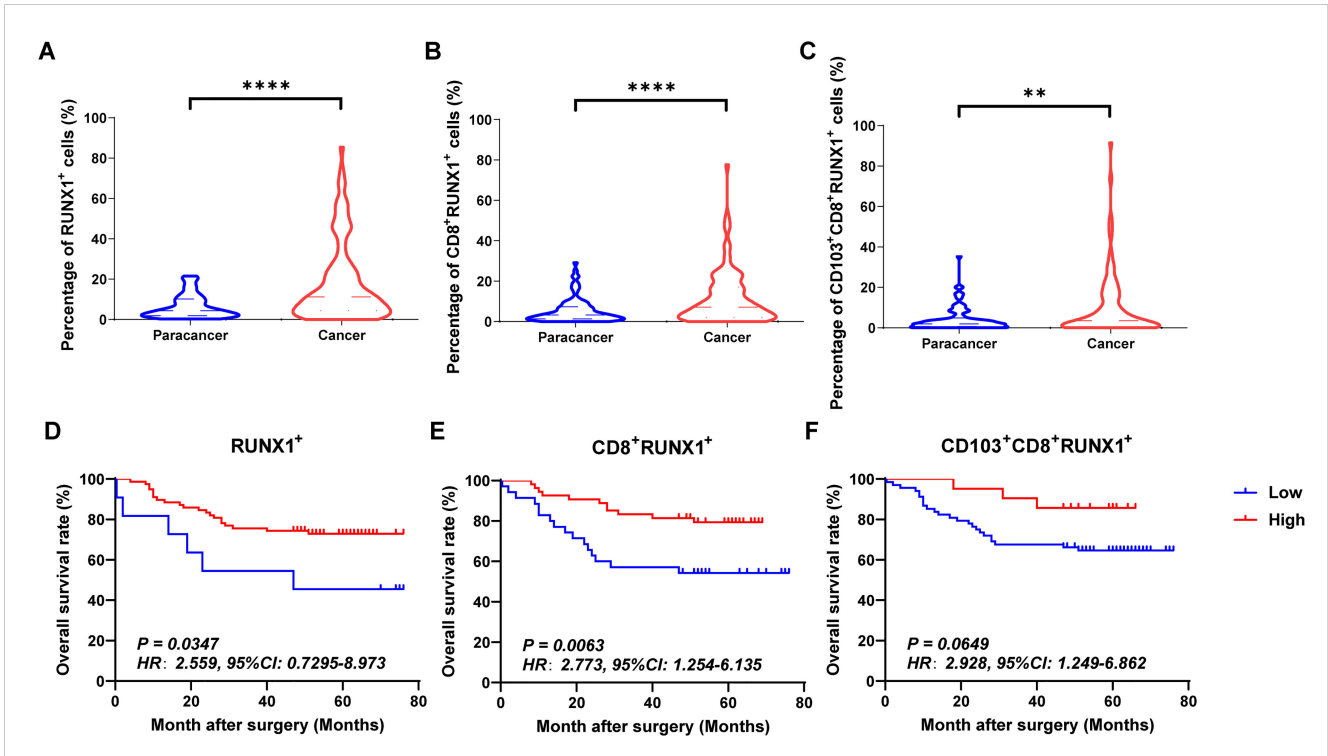 A
Percentage of RUNX1⁺ cells (%)
****
100
80
60
40
20
0
Paracancer
Cancer
B
Percentage of CD8⁺RUNX1⁺ cells (%)
****
100
80
60
40
20
0
Paracancer
Cancer
C
Percentage of CD103⁺CD8⁺RUNX1⁺ cells (%)
**
100
80
60
40
20
0
Paracancer
Cancer
D
RUNX1⁺
Overall survival rate (%)
100
80
60
40
20
0
P = 0.0347
HR: 2.559, 95%CI: 0.7295-8.973
0 20 40 60 80
Month after surgery (Months)
E
CD8⁺RUNX1⁺
Overall survival rate (%)
100
80
60
40
20
0
P = 0.0063
HR: 2.773, 95%CI: 1.254-6.135
0 20 40 60 80
Month after surgery (Months)
F
CD103⁺CD8⁺RUNX1⁺
Overall survival rate (%)
100
80
60
40
20
0
P = 0.0649
HR: 2.928, 95%CI: 1.249-6.862
0 20 40 60 80
Month after surgery (Months)
Low
High